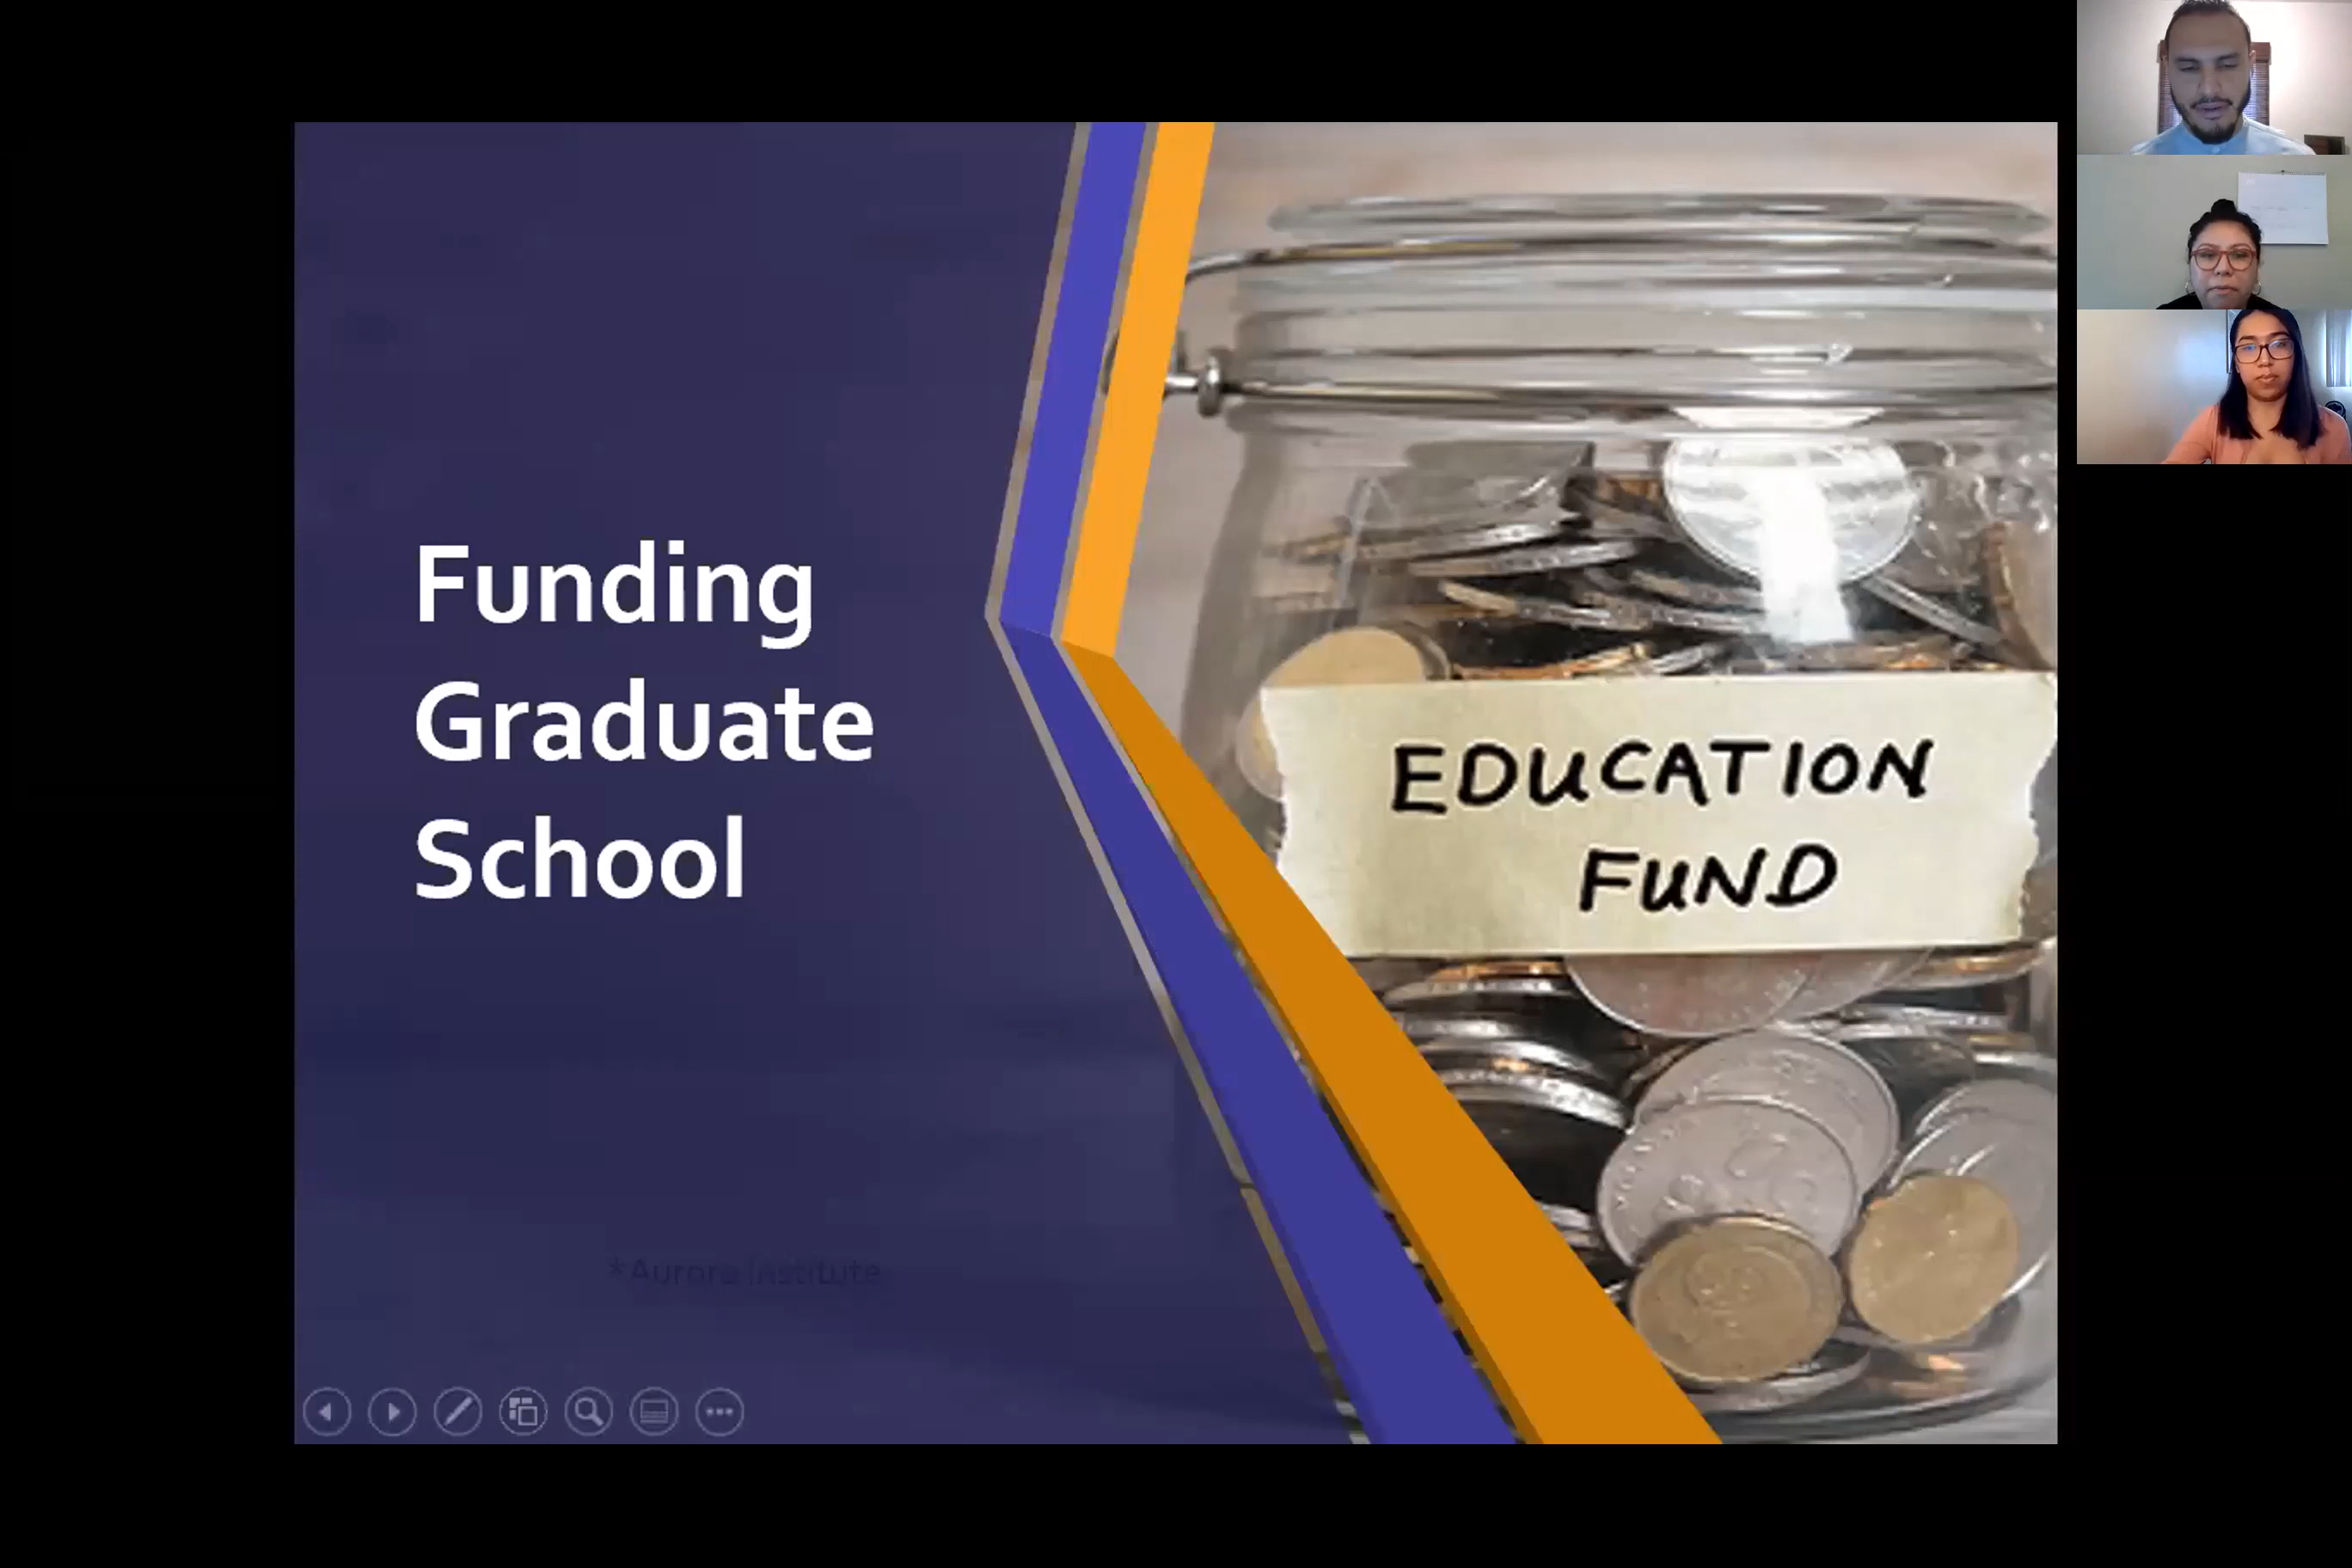 Funding
Graduate
School
EDUCATION
FUND
*Aurora Institute